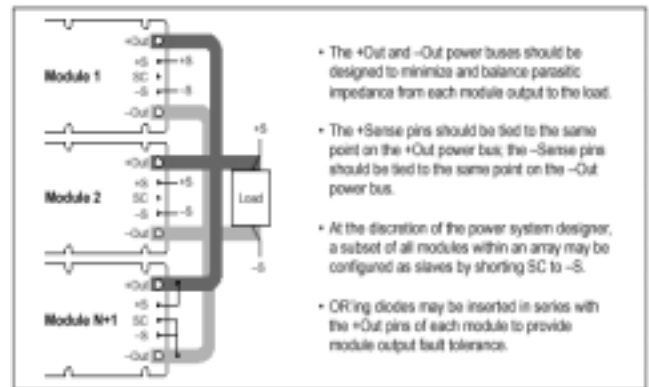 +Out
+S
+S
Module 1
SC
-S
-S
-Out
+S
+Out
+S
+S
Module 2
SC
Load
-S
-S
-Out
-S
+Out
+S
Module N+1
SC
-S
-Out
• The +Out and –Out power buses should be
designed to minimize and balance parasitic
impedance from each module output to the load.
• The +Sense pins should be tied to the same
point on the +Out power bus; the –Sense pins
should be tied to the same point on the –Out
power bus.
• At the discretion of the power system designer,
a subset of all modules within an array may be
configured as slaves by shorting SC to –S.
• OR'ing diodes may be inserted in series with
the +Out pins of each module to provide
module output fault tolerance.